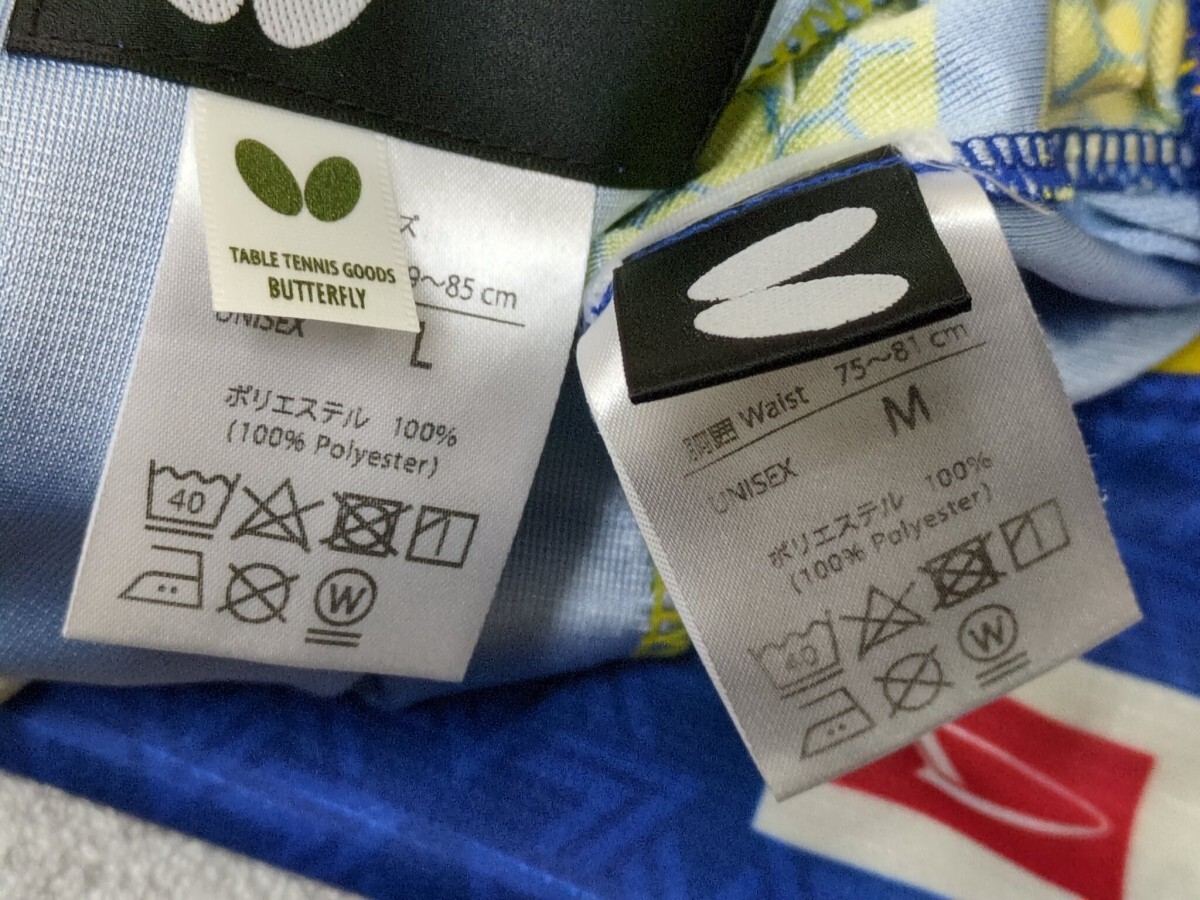 TABLE TENNIS GOODS
BUTTERFLY
ズ
9～85 cm
UNISEX
L
ポリエステル 100%
(100% Polyester)
40
W
胴囲 Waist 75～81 cm
UNISEX
M
ポリエステル 100%
(100% Polyester)
40
W